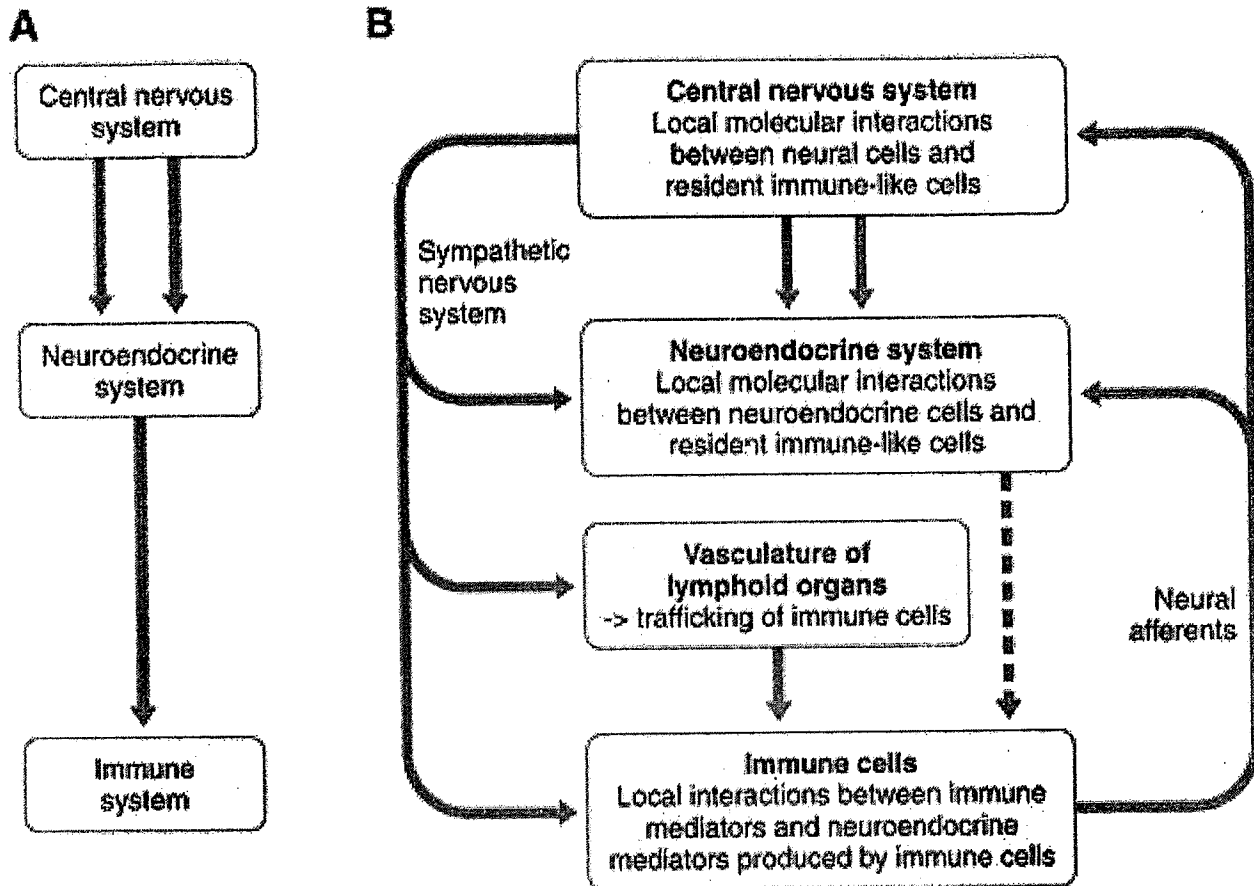 A
Central nervous
system
Neuroendocrine
system
Immune
system
B
Central nervous system
Local molecular interactions
between neural cells and
resident immune-like cells
Sympathetic
nervous
system
Neuroendocrine system
Local molecular interactions
between neuroendocrine cells and
resident immune-like cells
Vasculature of
lymphoid organs
-> trafficking of immune cells
Neural
afferents
Immune cells
Local interactions between immune
mediators and neuroendocrine
mediators produced by immune cells